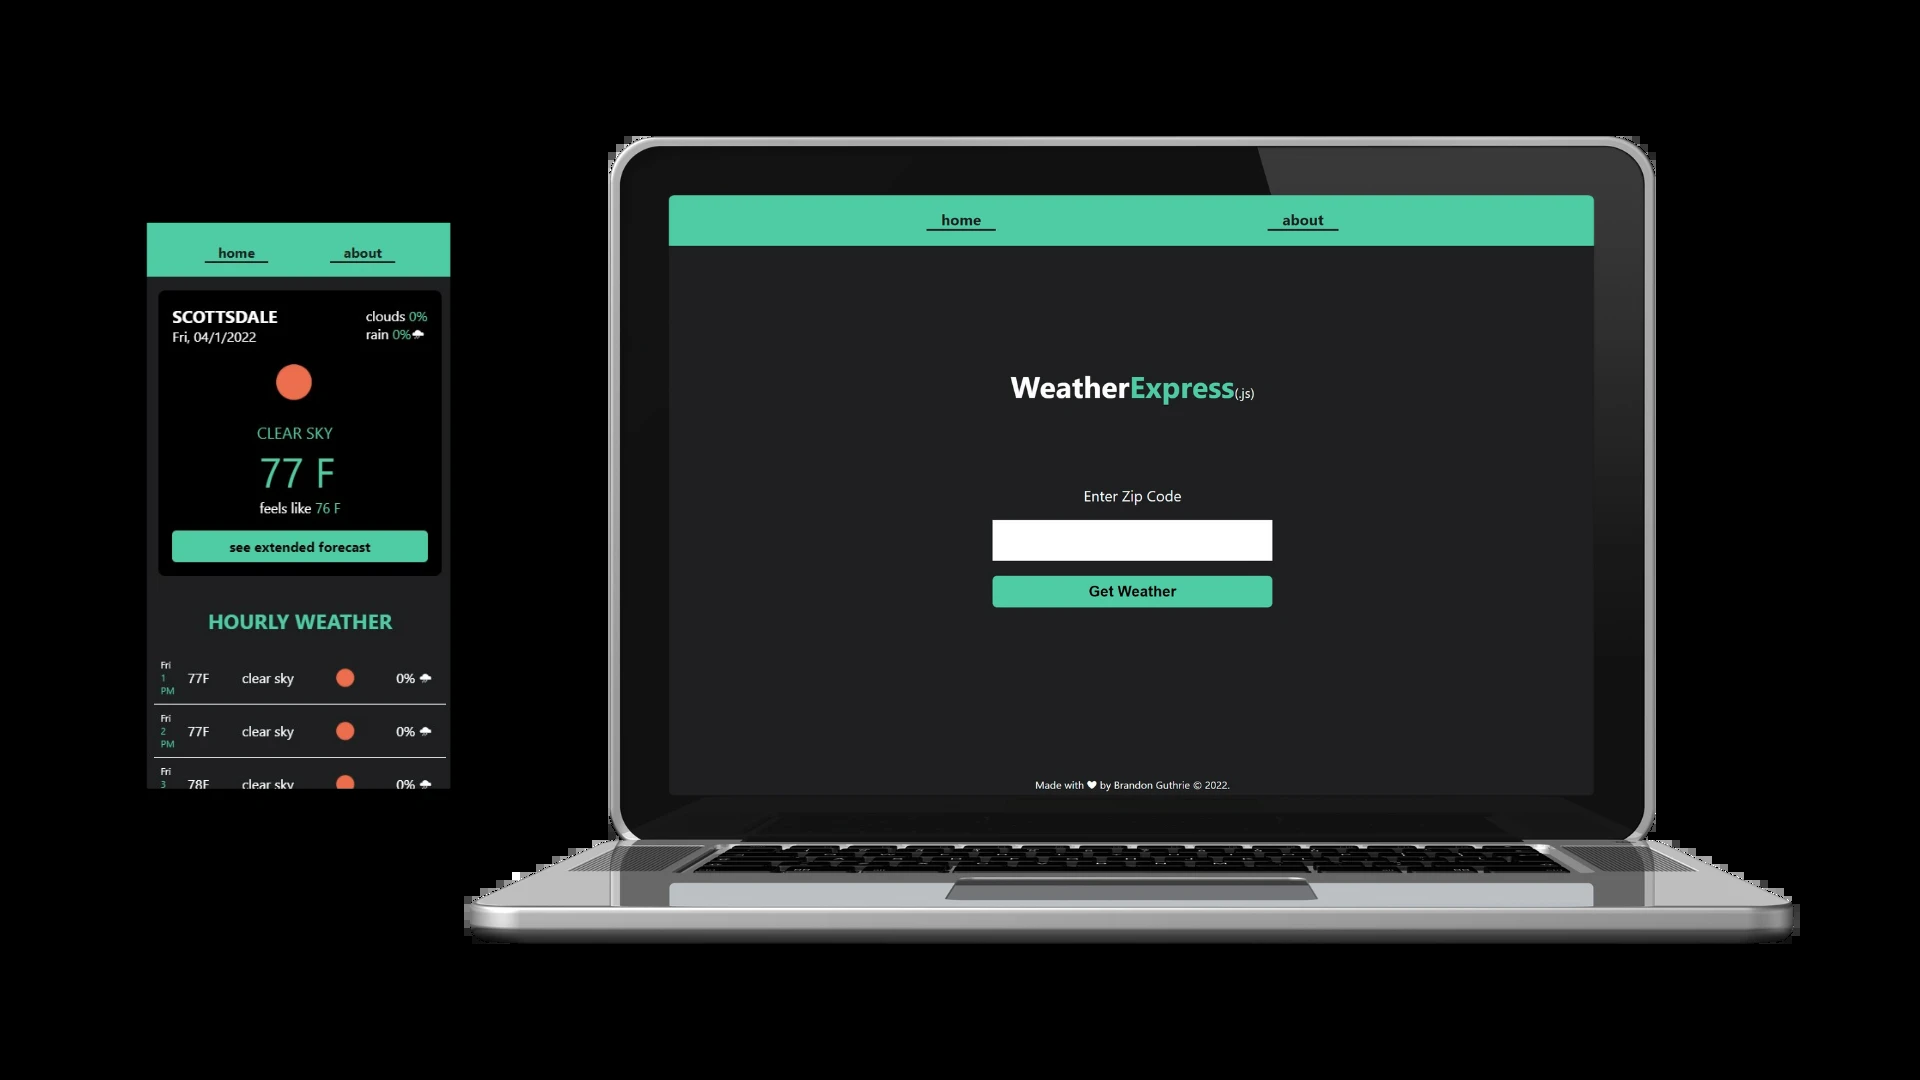 home about
SCOTTSDALE clouds 0%
Fri, 04/1/2022 rain 0%
CLEAR SKY
77 F
feels like 76 F
see extended forecast
HOURLY WEATHER
Fri
1
PM
77F clear sky 0%
Fri
2
PM
77F clear sky 0%
Fri
3
78F clear sky 0%
home about
WeatherExpress(.js)
Enter Zip Code
Get Weather
Made with ♥ by Brandon Guthrie © 2022.